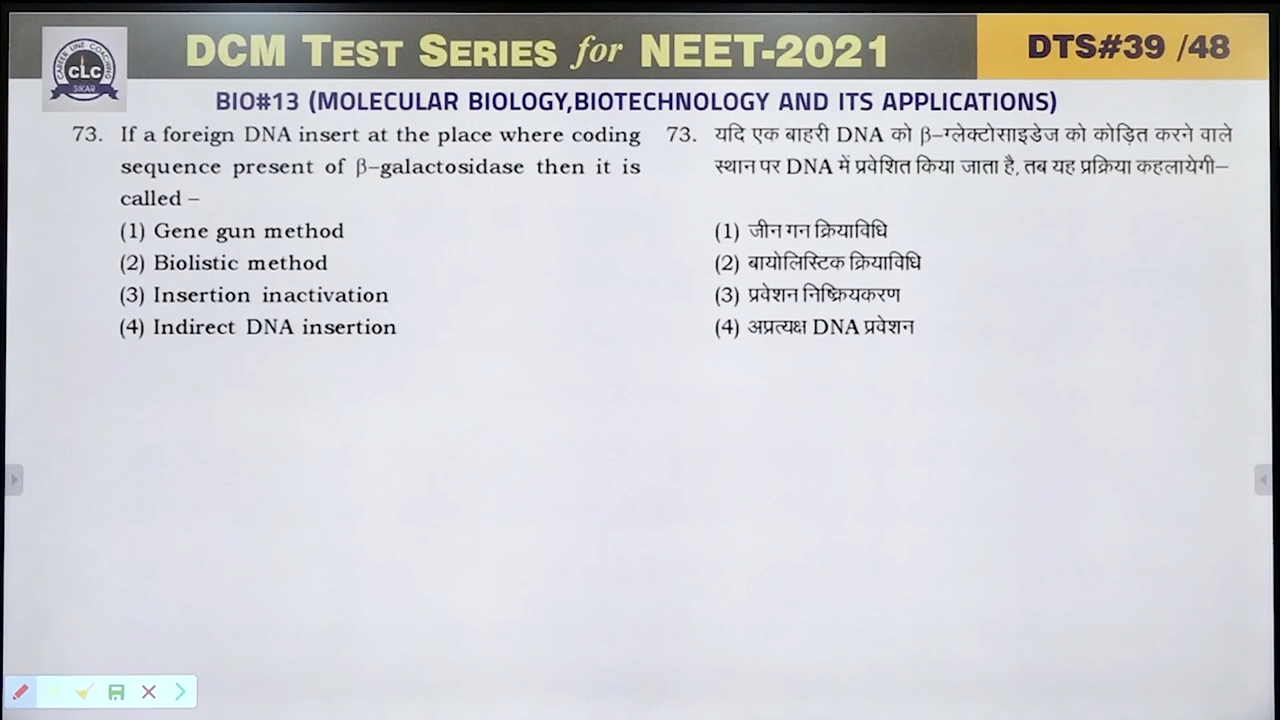 CAREER LINE COACHING
CLC
SIKAR
DCM TEST SERIES for NEET-2021
DTS#39 /48
BIO#13 (MOLECULAR BIOLOGY,BIOTECHNOLOGY AND ITS APPLICATIONS)
73. If a foreign DNA insert at the place where coding
sequence present of β–galactosidase then it is
called –
(1) Gene gun method
(2) Biolistic method
(3) Insertion inactivation
(4) Indirect DNA insertion
73. यदि एक बाहरी DNA को β–ग्लेक्टोसाइडेज को कोड़ित करने वाले
स्थान पर DNA में प्रवेशित किया जाता है, तब यह प्रक्रिया कहलायेगी–
(1) जीन गन क्रियाविधि
(2) बायोलिस्टिक क्रियाविधि
(3) प्रवेशन निष्क्रियकरण
(4) अप्रत्यक्ष DNA प्रवेशन